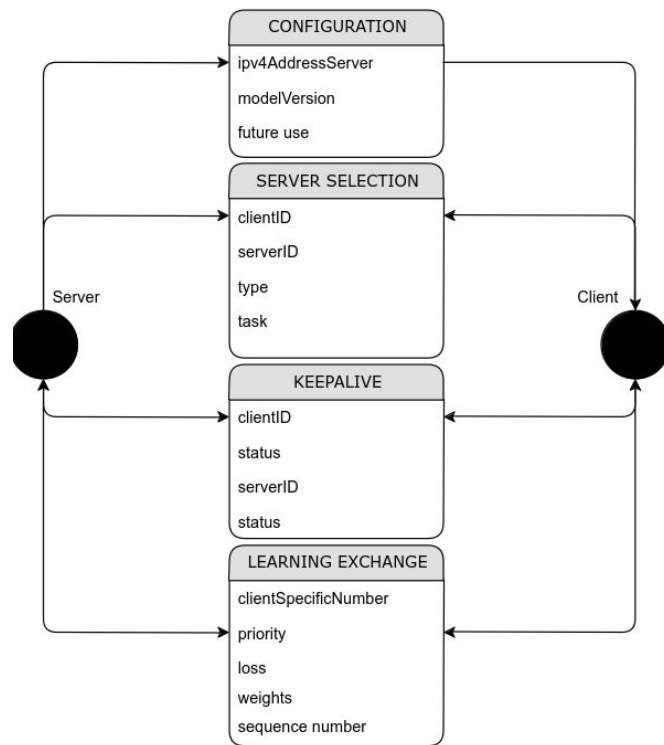 CONFIGURATION
ipv4AddressServer
modelVersion
future use
SERVER SELECTION
clientID
serverID
type
task
Server
Client
KEEPALIVE
clientID
status
serverID
status
LEARNING EXCHANGE
clientSpecificNumber
priority
loss
weights
sequence number